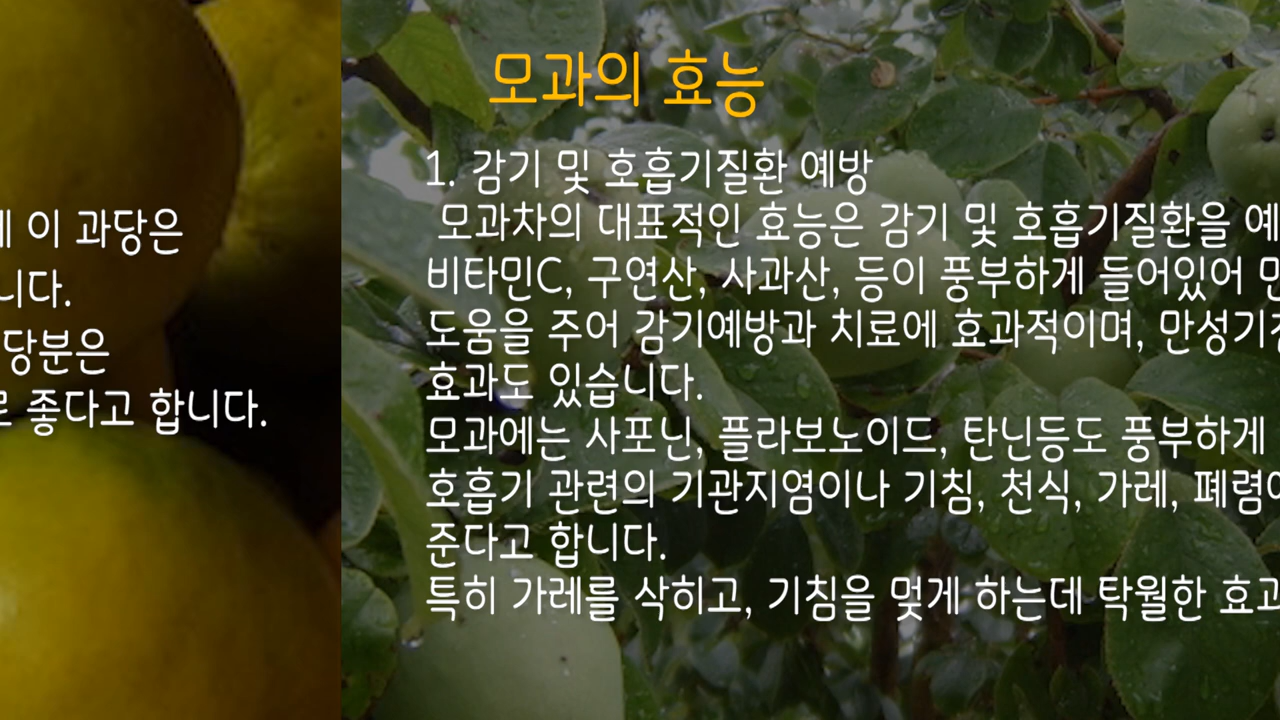 이 과당은
니다.
당분은
좋다고 합니다.
모과의 효능
1. 감기 및 호흡기질환 예방
모과차의 대표적인 효능은 감기 및 호흡기질환을 예
비타민C, 구연산, 사과산, 등이 풍부하게 들어있어
도움을 주어 감기예방과 치료에 효과적이며, 만성기
효과도 있습니다.
모과에는 사포닌, 플라보노이드, 탄닌등도 풍부하게
호흡기 관련의 기관지염이나 기침, 천식, 가레, 폐렴
준다고 합니다.
특히 가레를 삭히고, 기침을 멎게 하는데 탁월한 효과